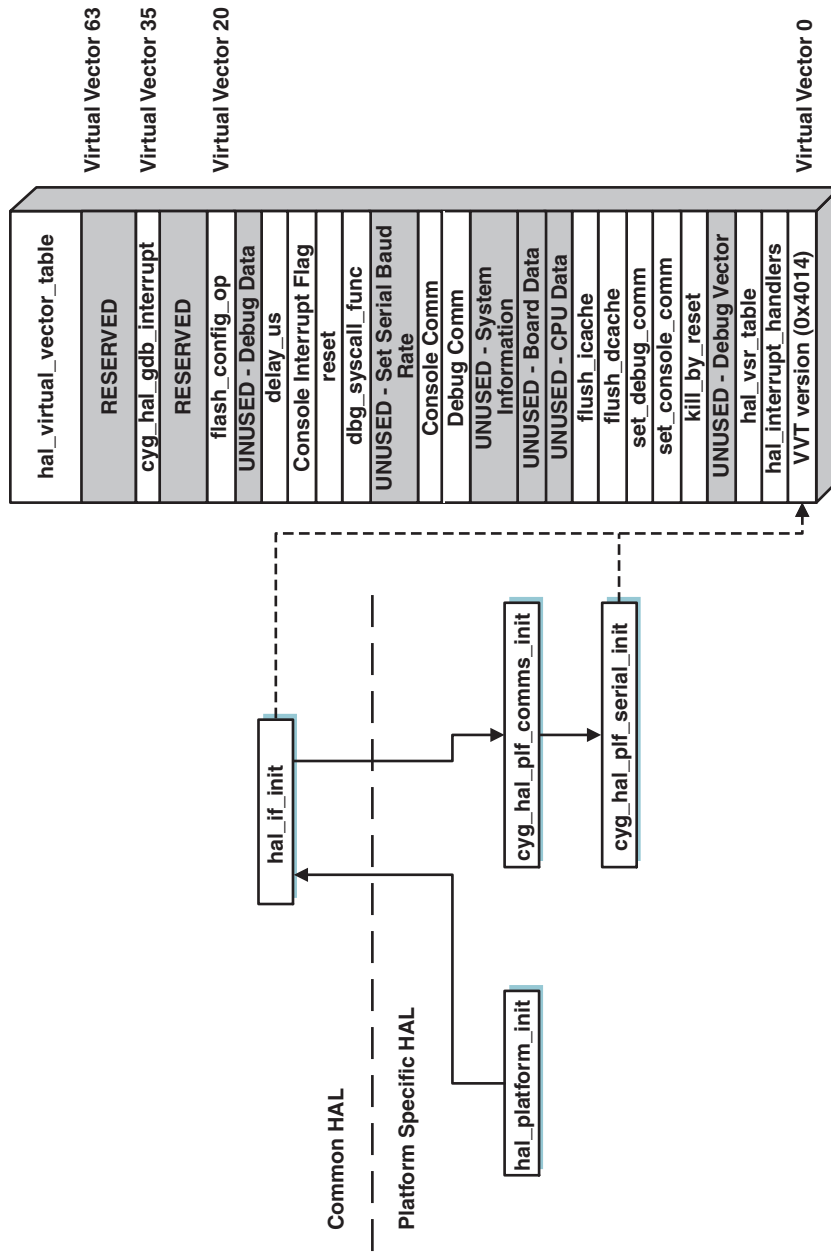 hal_virtual_vector_table
RESERVED
cyg_hal_gdb_interrupt
RESERVED
flash_config_op
UNUSED - Debug Data
delay_us
Console Interrupt Flag
reset
dbg_syscall_func
UNUSED - Set Serial Baud
Rate
Console Comm
Debug Comm
UNUSED - System
Information
UNUSED - Board Data
UNUSED - CPU Data
flush_icache
flush_dcache
set_debug_comm
set_console_comm
kill_by_reset
UNUSED - Debug Vector
hal_vsr_table
hal_interrupt_handlers
VVT version (0x4014)
Virtual Vector 63
Virtual Vector 35
Virtual Vector 20
Virtual Vector 0
Common HAL
Platform Specific HAL
hal_if_init
hal_platform_init
cyg_hal_plf_comms_init
cyg_hal_plf_serial_init